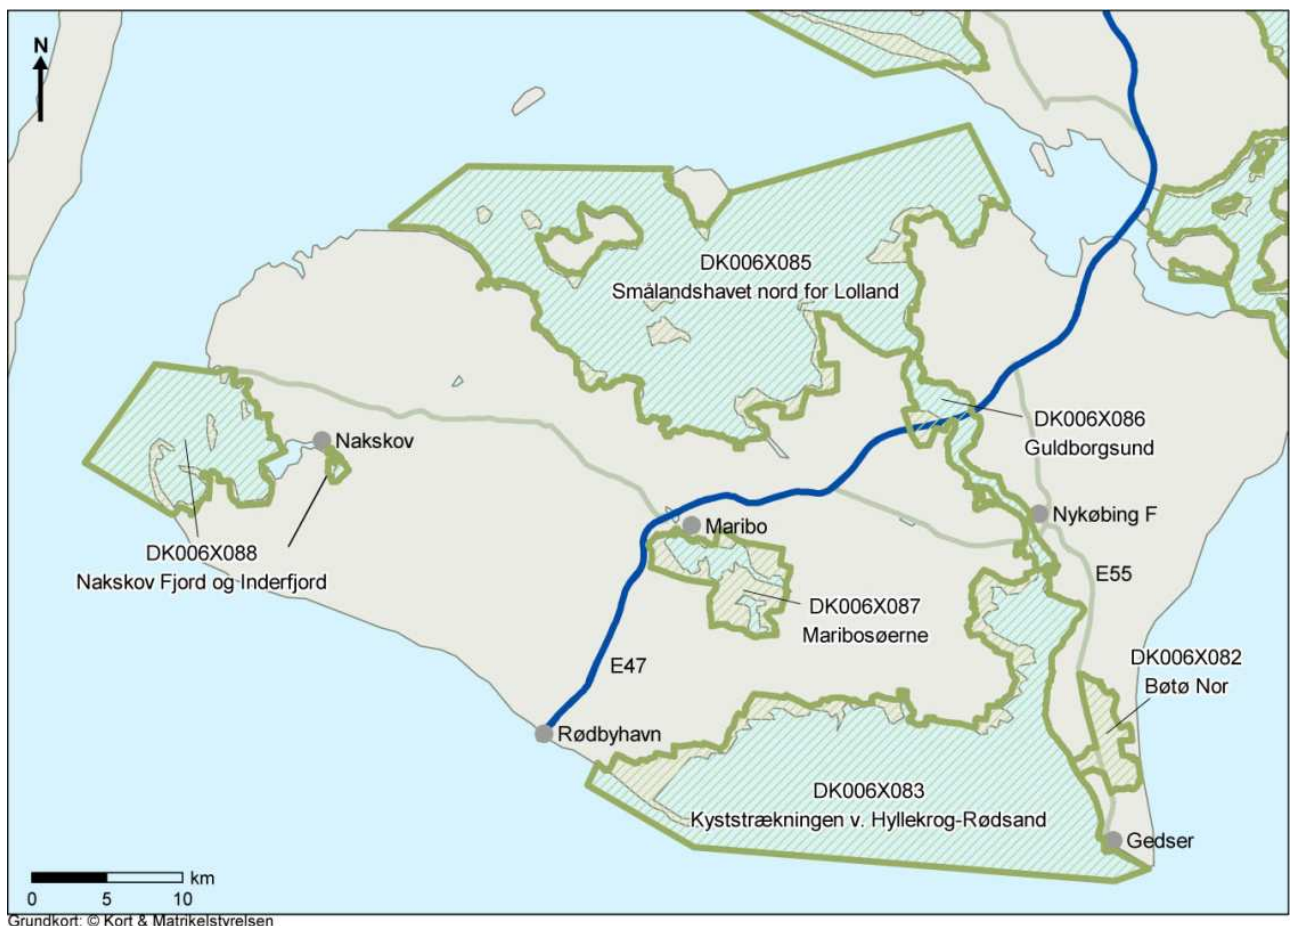 N
DK006X085
Smålandshavet nord for Lolland
DK006X086
Guldborgsund
Nakskov
Nykøbing F
Maribo
DK006X088
Nakskov Fjord og Inderfjord
E55
DK006X087
Maribosøerne
E47
DK006X082
Bøtø Nor
Rødbyhavn
DK006X083
Kyststrækningen v. Hyllekrog-Rødsand
Gedser
km
0 5 10
Grundkort: © Kort & Matrikelstyrelsen